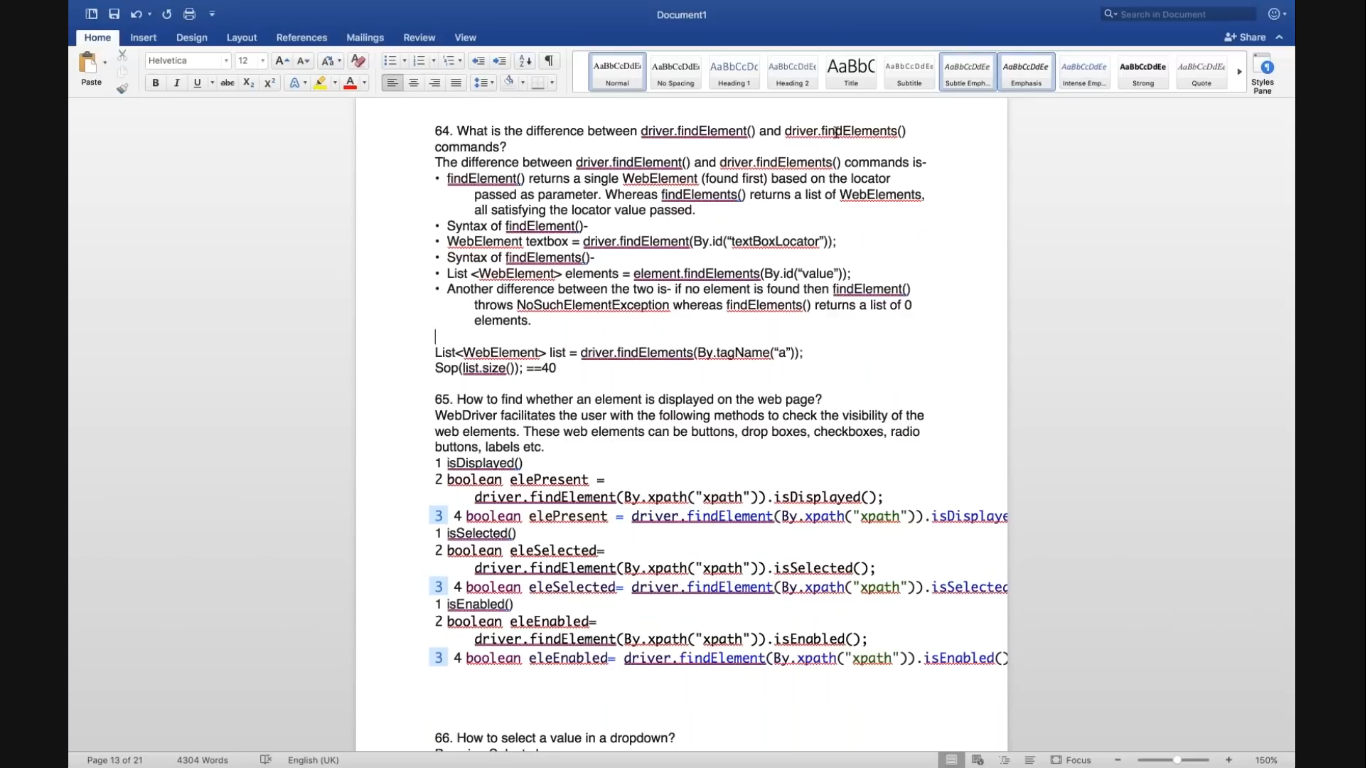 Document1
Search in Document
Home Insert Design Layout References Mailings Review View
Share
Paste
Helvetica 12
B I U abc X2 X2 A A
AaBbCcDdEe AaBbCcDdEe AaBbCcDc AaBbCcDdEe AaBbC AaBbCcDdEe AaBbCcDdEe AaBbCcDdEe AaBbCcDdEe AaBbCcDdEe AaBbCcDdEe
Normal No Spacing Heading 1 Heading 2 Title Subtitle Subtle Emph... Emphasis Intense Emp... Strong Quote
Styles
Pane
64. What is the difference between driver.findElement() and driver.findElements()
commands?
The difference between driver.findElement() and driver.findElements() commands is-
• findElement() returns a single WebElement (found first) based on the locator
passed as parameter. Whereas findElements() returns a list of WebElements,
all satisfying the locator value passed.
• Syntax of findElement()-
• WebElement textbox = driver.findElement(By.id(“textBoxLocator”));
• Syntax of findElements()-
• List <WebElement> elements = element.findElements(By.id(“value”));
• Another difference between the two is- if no element is found then findElement()
throws NoSuchElementException whereas findElements() returns a list of 0
elements.
List<WebElement> list = driver.findElements(By.tagName(“a”));
Sop(list.size()); ==40
65. How to find whether an element is displayed on the web page?
WebDriver facilitates the user with the following methods to check the visibility of the
web elements. These web elements can be buttons, drop boxes, checkboxes, radio
buttons, labels etc.
1 isDisplayed()
2 boolean elePresent =
driver.findElement(By.xpath("xpath")).isDisplayed();
3 4 boolean elePresent = driver.findElement(By.xpath("xpath")).isDisplaye
1 isSelected()
2 boolean eleSelected=
driver.findElement(By.xpath("xpath")).isSelected();
3 4 boolean eleSelected= driver.findElement(By.xpath("xpath")).isSelected
1 isEnabled()
2 boolean eleEnabled=
driver.findElement(By.xpath("xpath")).isEnabled();
3 4 boolean eleEnabled= driver.findElement(By.xpath("xpath")).isEnabled()
66. How to select a value in a dropdown?
Page 13 of 21 4304 Words English (UK) Focus 150%